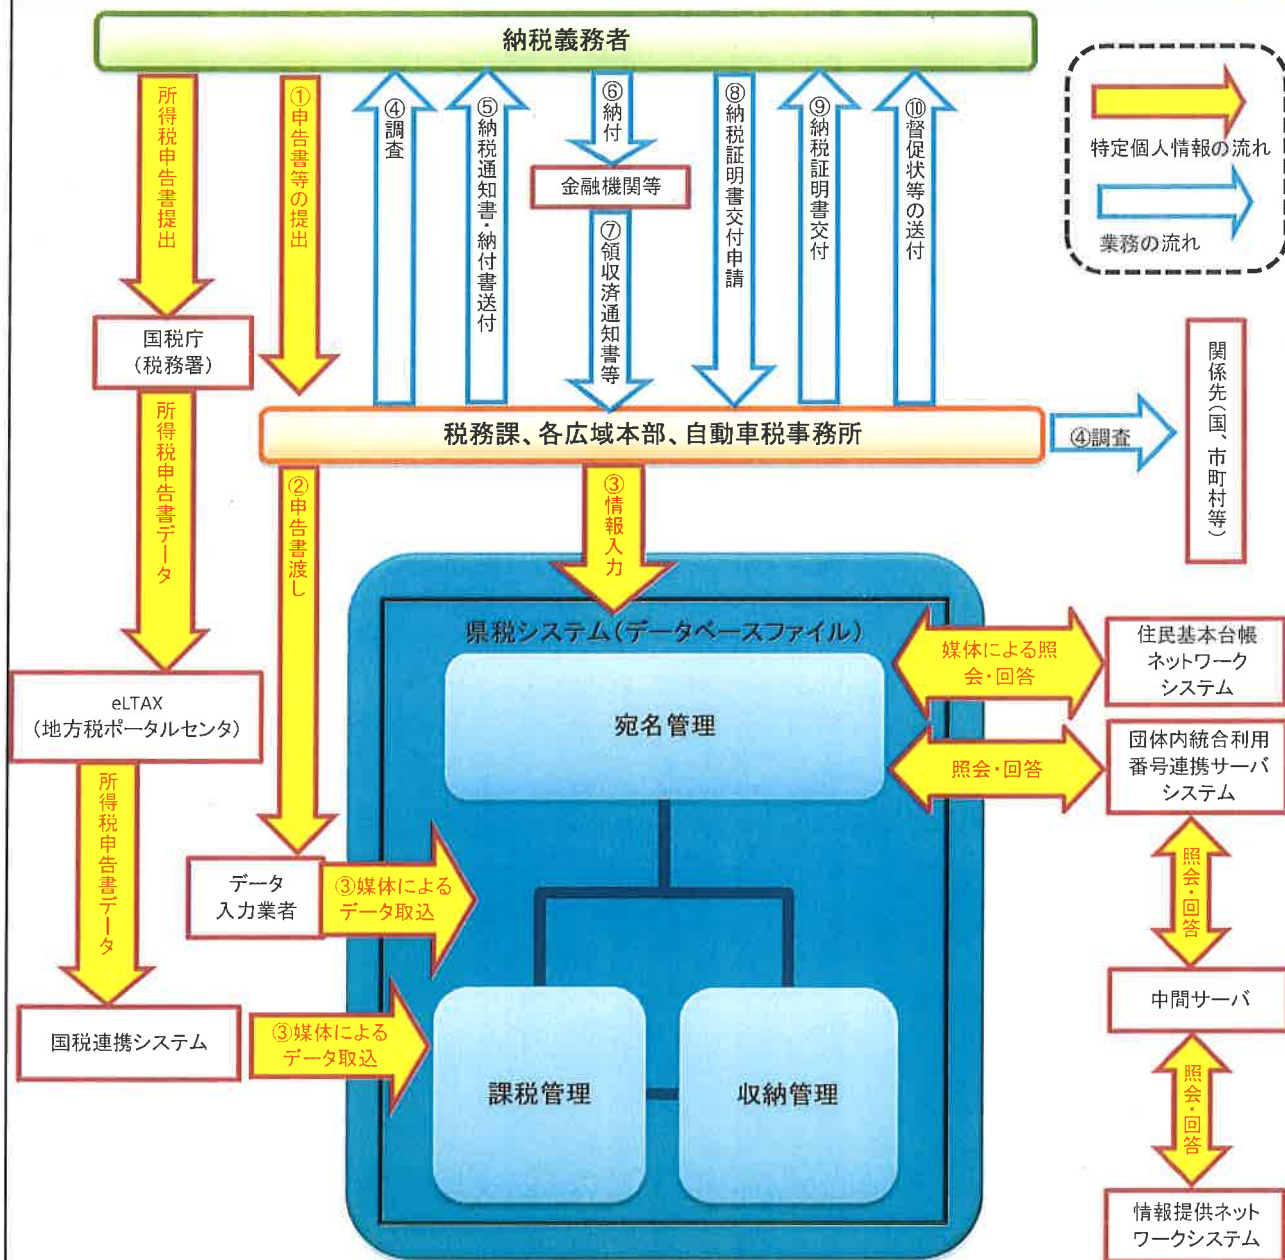 納税義務者
所得税申告書提出
①申告書等の提出
④調査
⑤納税通知書・納付書送付
⑥納付
金融機関等
⑦領収済通知書等
⑧納税証明書交付申請
⑨納税証明書交付
⑩督促状等の送付
特定個人情報の流れ
業務の流れ
国税庁
(税務署)
税務課、各広域本部、自動車税事務所
④調査
関係先(国、市町村等)
所得税申告書データ
②申告書渡し
③情報入力
県税システム(データベースファイル)
宛名管理
媒体による照
会・回答
住民基本台帳
ネットワーク
システム
eLTAX
(地方税ポータルセンタ)
照会・回答
団体内統合利用
番号連携サーバ
システム
所得税申告書データ
データ
入力業者
③媒体による
データ取込
照会・回答
国税連携システム
③媒体による
データ取込
課税管理
収納管理
中間サーバ
照会・回答
情報提供ネット
ワークシステム